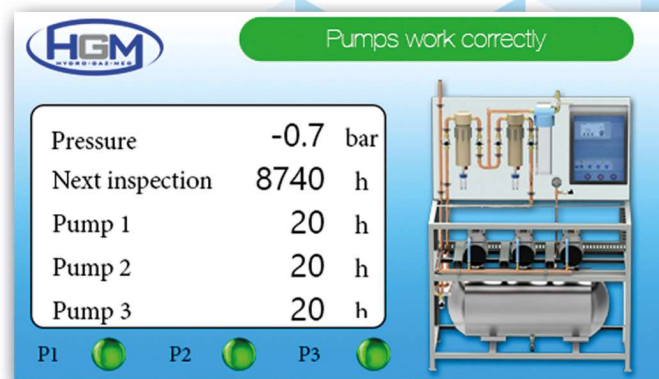 HGM
HYDRO-GAZ-MED
Pumps work correctly
Pressure -0.7 bar
Next inspection 8740 h
Pump 1 20 h
Pump 2 20 h
Pump 3 20 h
P1 P2 P3